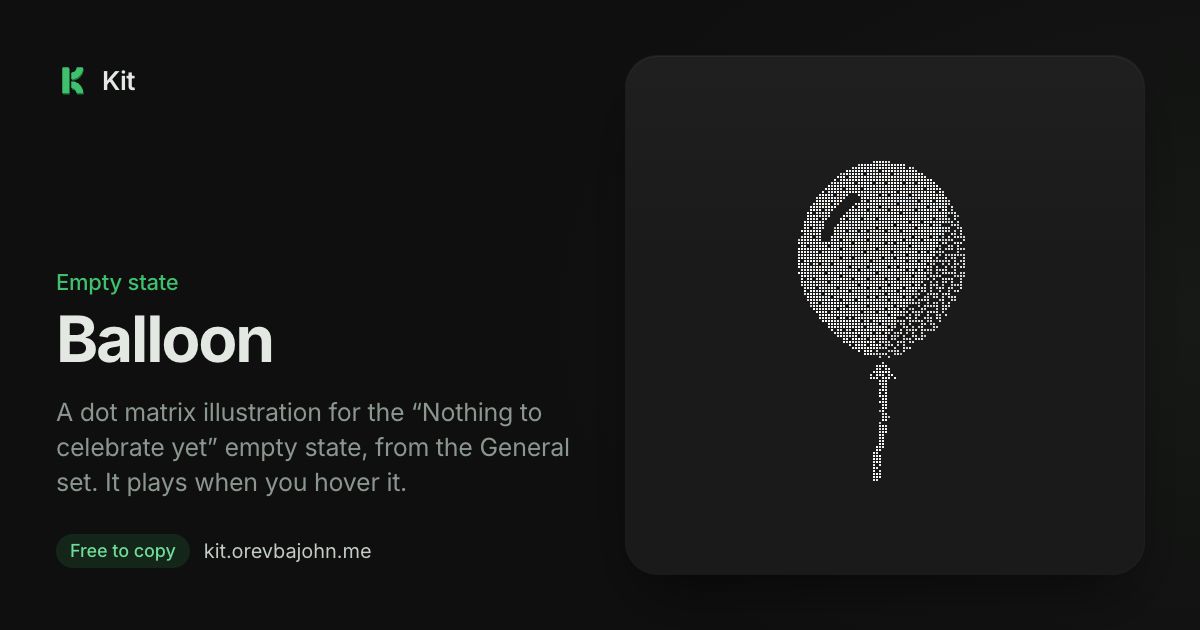 Kit
Empty state
Balloon
A dot matrix illustration for the “Nothing to
celebrate yet” empty state, from the General
set. It plays when you hover it.
Free to copy
kit.orevbajohn.me